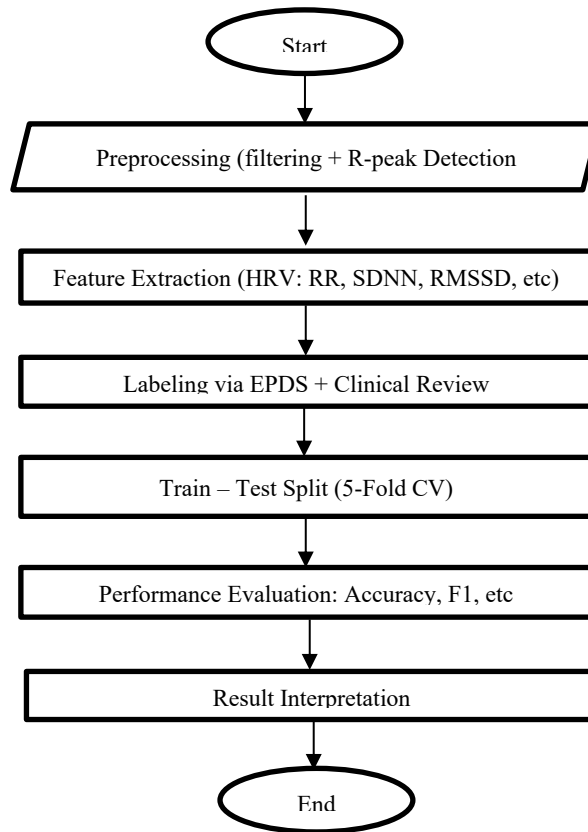 Start
Preprocessing (filtering + R-peak Detection
Feature Extraction (HRV: RR, SDNN, RMSSD, etc)
Labeling via EPDS + Clinical Review
Train – Test Split (5-Fold CV)
Performance Evaluation: Accuracy, F1, etc
Result Interpretation
End